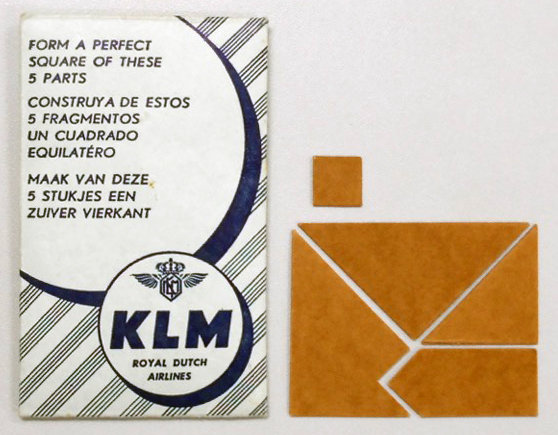 FORM A PERFECT
SQUARE OF THESE
5 PARTS
CONSTRUYA DE ESTOS
5 FRAGMENTOS
UN CUADRADO
EQUILATÉRO
MAAK VAN DEZE
5 STUKJES EEN
ZUIVER VIERKANT
KLM
ROYAL DUTCH
AIRLINES